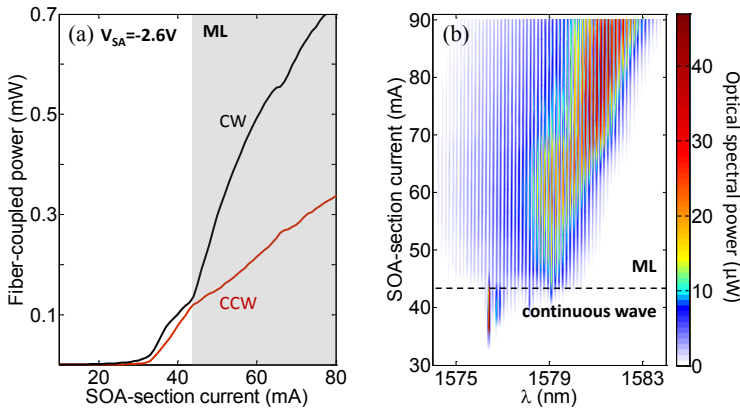 (a) V_SA=-2.6V ML
0.7
0.5
0.3
0.1
CW
CCW
20 40 60 80
SOA-section current (mA)
Fiber-coupled power (mW)
(b)
90
80
70
60
50
40
30
ML
continuous wave
1575 1579 1583
λ (nm)
SOA-section current (mA)
40
30
20
10
0
Optical spectral power (μW)